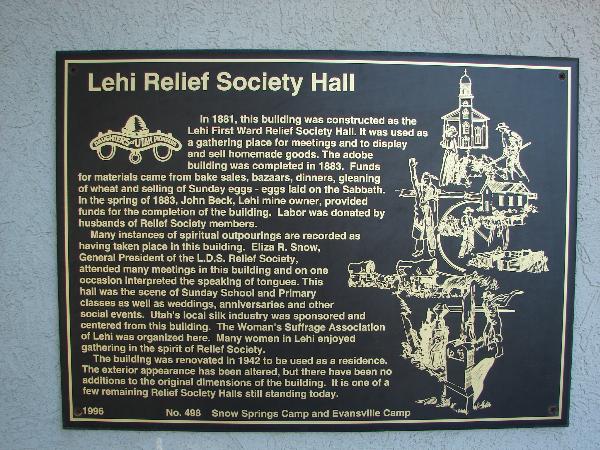 Lehi Relief Society Hall
DAUGHTERS OF UTAH PIONEERS
In 1881, this building was constructed as the
Lehi First Ward Relief Society Hall. It was used as
a gathering place for meetings and to display
and sell homemade goods. The adobe
building was completed in 1883. Funds
for materials came from bake sales, bazaars, dinners, gleaning
of wheat and selling of Sunday eggs - eggs laid on the Sabbath.
In the spring of 1883, John Beck, Lehi mine owner, provided
funds for the completion of the building. Labor was donated by
husbands of Relief Society members.
Many instances of spiritual outpourings are recorded as
having taken place in this building. Eliza R. Snow,
General President of the L.D.S. Relief Society,
attended many meetings in this building and on one
occasion interpreted the speaking of tongues. This
hall was the scene of Sunday School and Primary
classes as well as weddings, anniversaries and other
social events. Utah's local silk industry was sponsored and
centered from this building. The Woman's Suffrage Association
of Lehi was organized here. Many women in Lehi enjoyed
gathering in the spirit of Relief Society.
The building was renovated in 1942 to be used as a residence.
The exterior appearance has been altered, but there have been no
additions to the original dimensions of the building. It is one of a
few remaining Relief Society Halls still standing today.
1996 No. 498 Snow Springs Camp and Evansville Camp